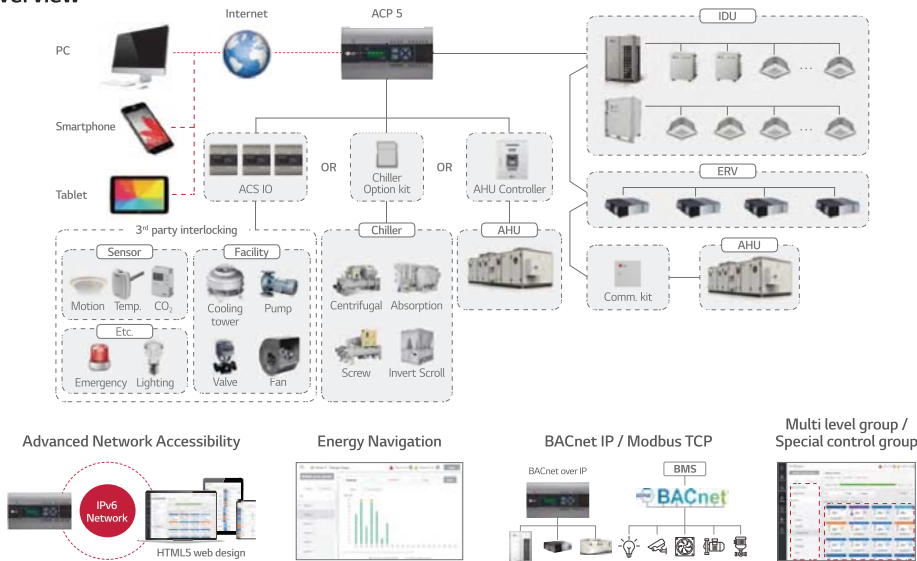 Internet
ACP 5
IDU
PC
Smartphone
Tablet
ACS IO
OR
Chiller
Option kit
OR
AHU Controller
ERV
3rd party interlocking
Sensor
Motion
Temp.
CO₂
Etc.
Emergency
Lighting
Facility
Cooling
tower
Pump
Valve
Fan
Chiller
Centrifugal
Absorption
Screw
Invert Scroll
AHU
Comm. kit
AHU
Advanced Network Accessibility
IPv6
Network
HTML5 web design
Energy Navigation
BACnet IP / Modbus TCP
BACnet over IP
BMS
BACnet
Multi level group /
Special control group